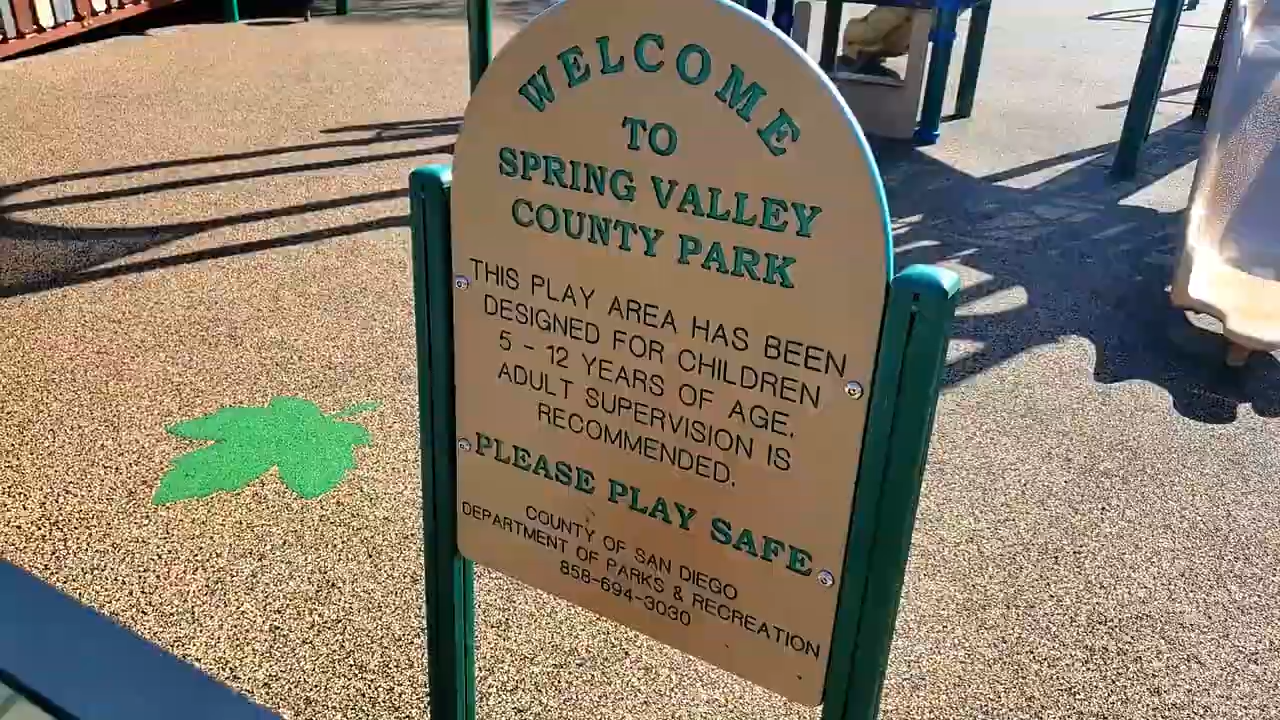 WELCOME
TO
SPRING VALLEY
COUNTY PARK
THIS PLAY AREA HAS BEEN
DESIGNED FOR CHILDREN
5 - 12 YEARS OF AGE.
ADULT SUPERVISION IS
RECOMMENDED.
PLEASE PLAY SAFE
COUNTY OF SAN DIEGO
DEPARTMENT OF PARKS & RECREATION
858-694-3030